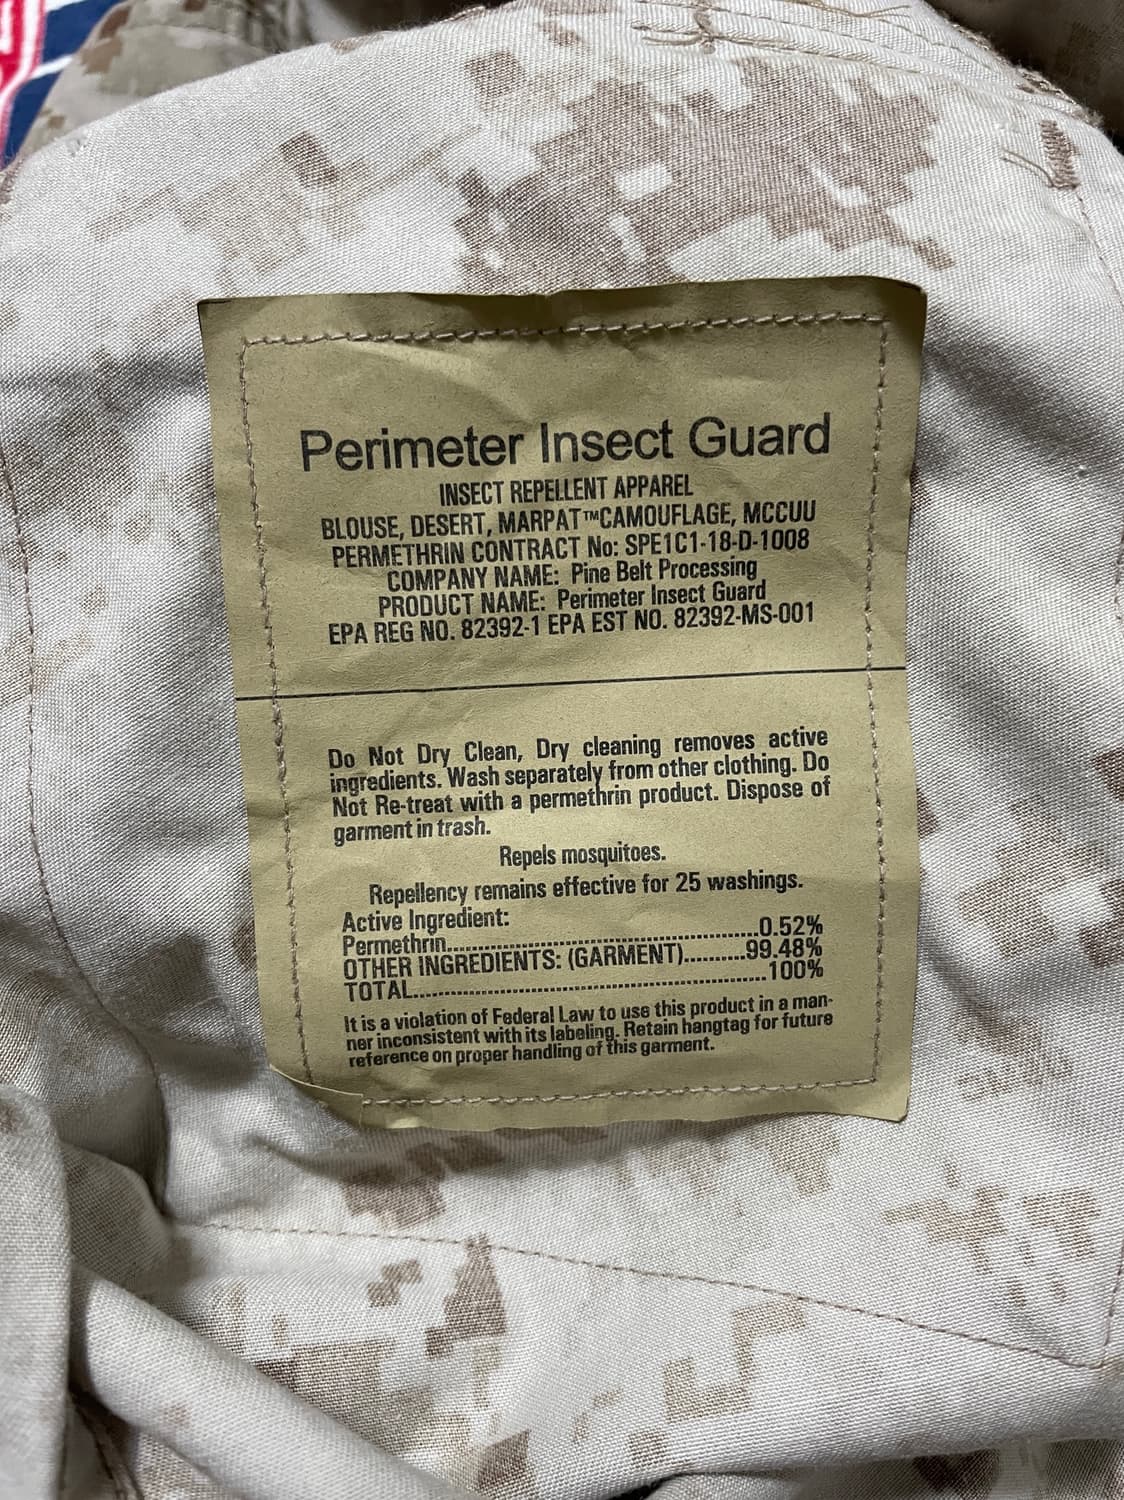 Perimeter Insect Guard
INSECT REPELLENT APPAREL
BLOUSE, DESERT, MARPAT™CAMOUFLAGE, MCCUU
PERMETHRIN CONTRACT No: SPE1C1-18-D-1008
COMPANY NAME: Pine Belt Processing
PRODUCT NAME: Perimeter Insect Guard
EPA REG NO. 82392-1 EPA EST NO. 82392-MS-001
Do Not Dry Clean, Dry cleaning removes active
ingredients. Wash separately from other clothing. Do
Not Re-treat with a permethrin product. Dispose of
garment in trash.
Repels mosquitoes.
Repellency remains effective for 25 washings.
Active Ingredient:
Permethrin..........................................0.52%
OTHER INGREDIENTS: (GARMENT)..........99.48%
TOTAL................................................100%
It is a violation of Federal Law to use this product in a man-
ner inconsistent with its labeling. Retain hangtag for future
reference on proper handling of this garment.